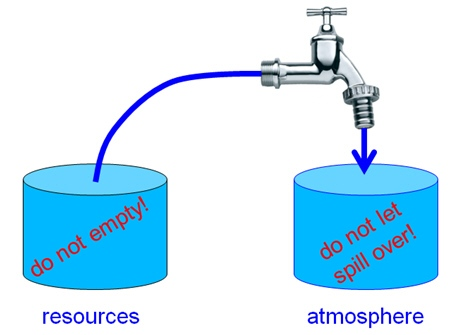 do not empty!
do not let
spill over!
resources
atmosphere